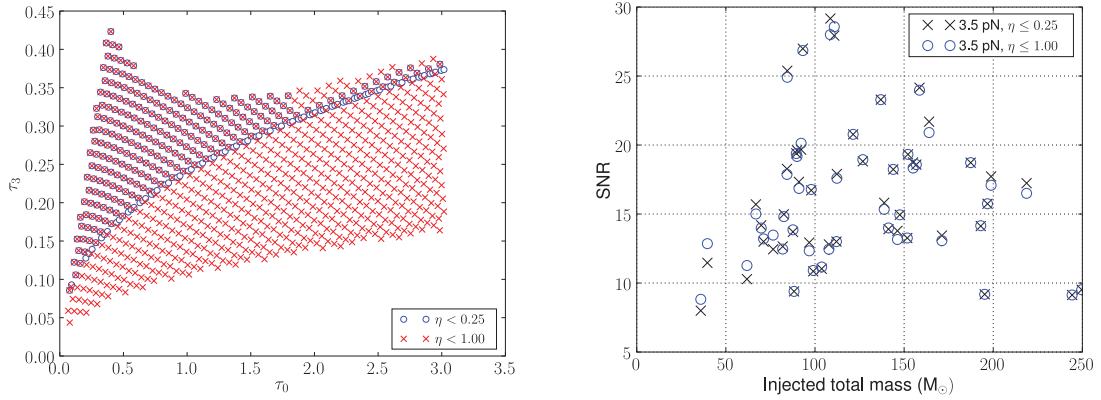 0.45
0.40
0.35
0.30
0.25
0.20
0.15
0.10
0.05
0.00
τ₃
0.0 0.5 1.0 1.5 2.0 2.5 3.0 3.5
τ₀
η < 0.25
η < 1.00
30
25
20
15
10
5
SNR
0 50 100 150 200 250
Injected total mass (M⊙)
3.5 pN, η ≤ 0.25
3.5 pN, η ≤ 1.00